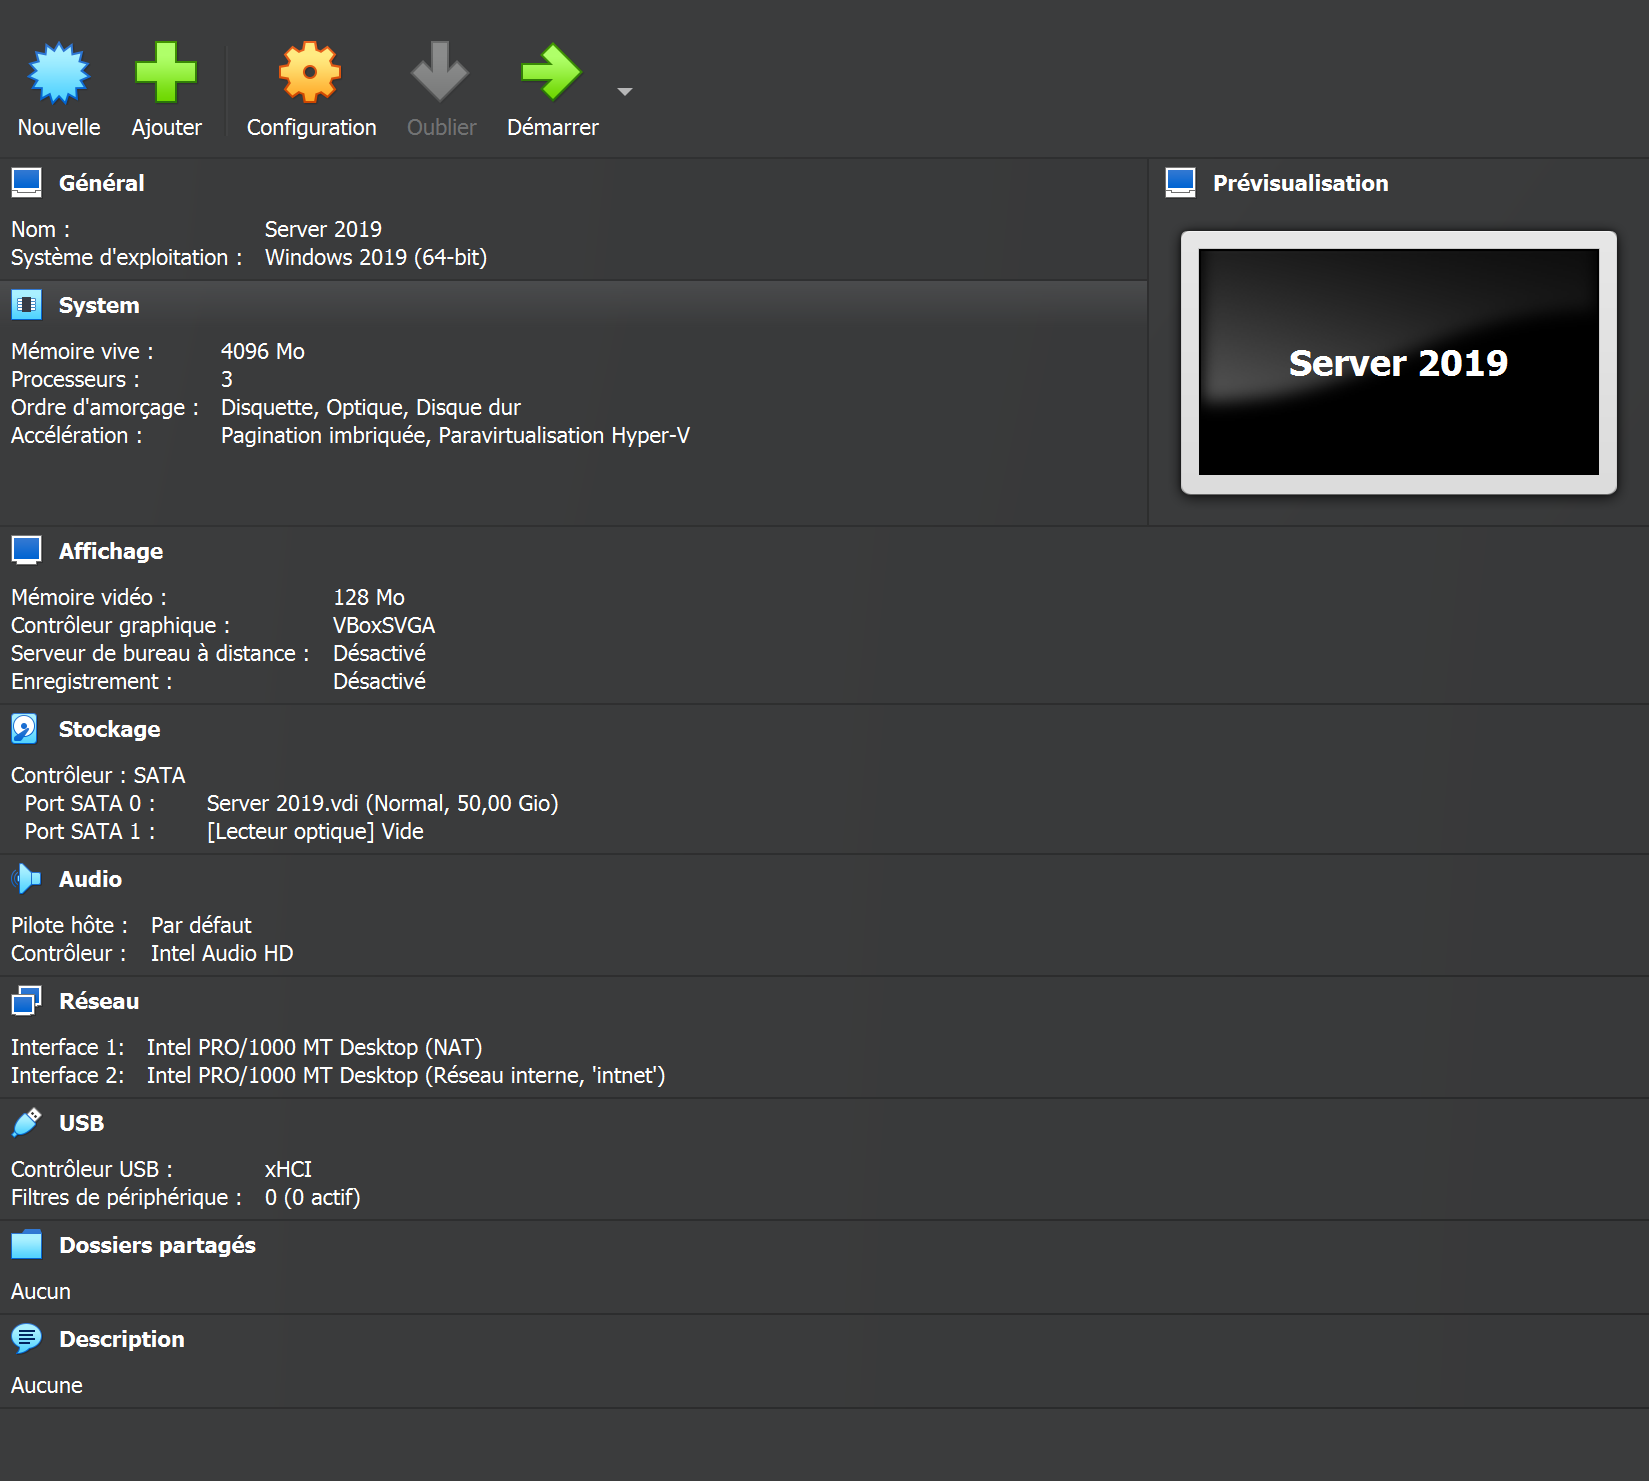 Nouvelle Ajouter Configuration Oublier Démarrer
Général
Nom : Server 2019
Système d'exploitation : Windows 2019 (64-bit)
System
Mémoire vive : 4096 Mo
Processeurs : 3
Ordre d'amorçage : Disquette, Optique, Disque dur
Accélération : Pagination imbriquée, Paravirtualisation Hyper-V
Prévisualisation
Server 2019
Affichage
Mémoire vidéo : 128 Mo
Contrôleur graphique : VBoxSVGA
Serveur de bureau à distance : Désactivé
Enregistrement : Désactivé
Stockage
Contrôleur : SATA
Port SATA 0 : Server 2019.vdi (Normal, 50,00 Gio)
Port SATA 1 : [Lecteur optique] Vide
Audio
Pilote hôte : Par défaut
Contrôleur : Intel Audio HD
Réseau
Interface 1: Intel PRO/1000 MT Desktop (NAT)
Interface 2: Intel PRO/1000 MT Desktop (Réseau interne, 'intnet')
USB
Contrôleur USB : xHCI
Filtres de périphérique : 0 (0 actif)
Dossiers partagés
Aucun
Description
Aucune